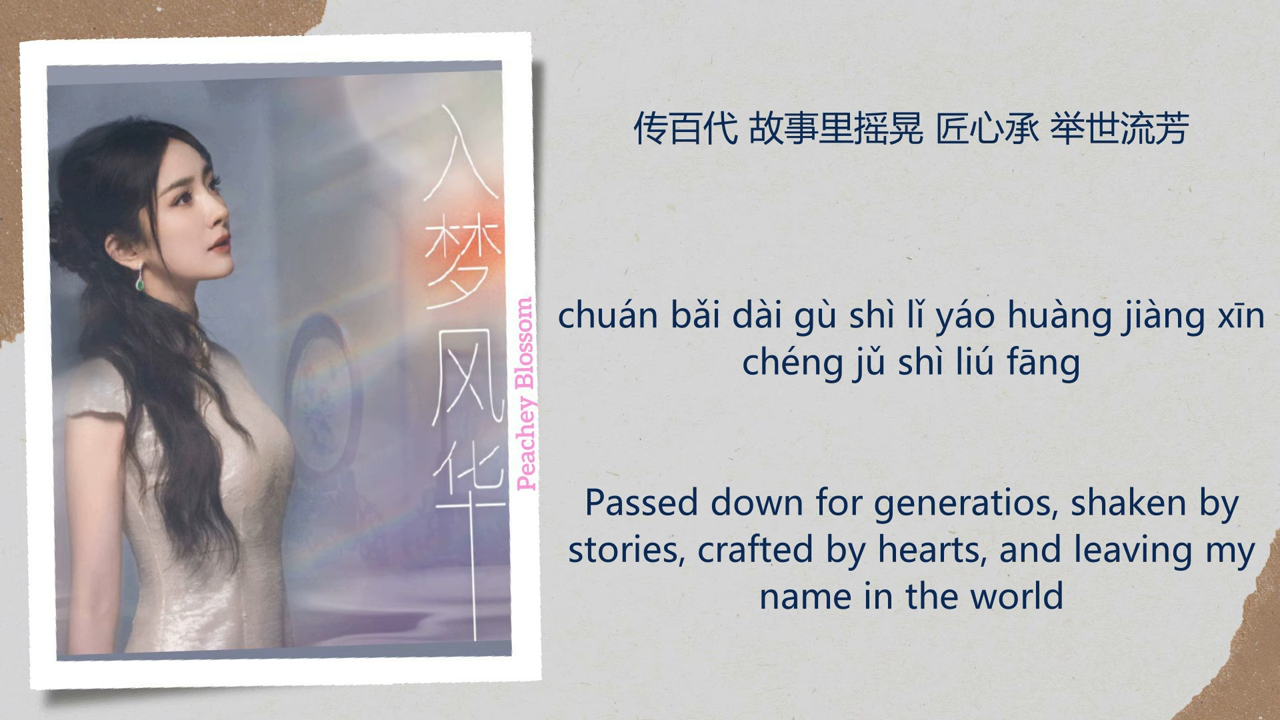 入梦风华
Peachey Blossom
传百代 故事里摇晃 匠心承 举世流芳
chuán bǎi dài gù shì lǐ yáo huàng jiàng xīn
chéng jǔ shì liú fāng
Passed down for generatios, shaken by
stories, crafted by hearts, and leaving my
name in the world